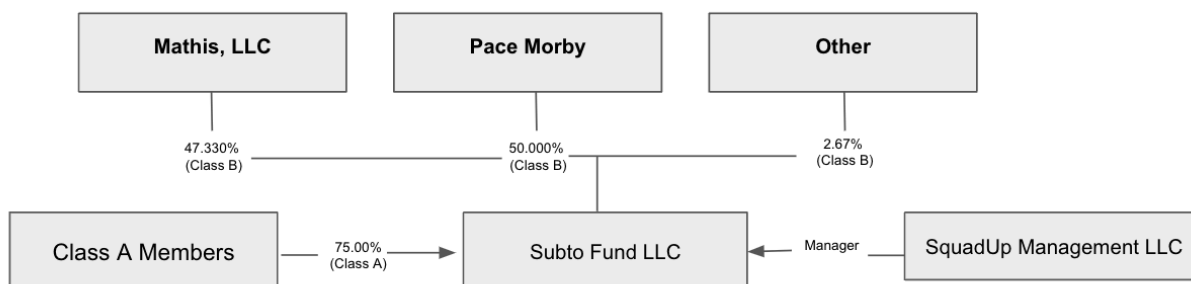 Mathis, LLC
Pace Morby
Other
47.330%
(Class B)
50.000%
(Class B)
2.67%
(Class B)
Class A Members
75.00%
(Class A)
Subto Fund LLC
Manager
SquadUp Management LLC